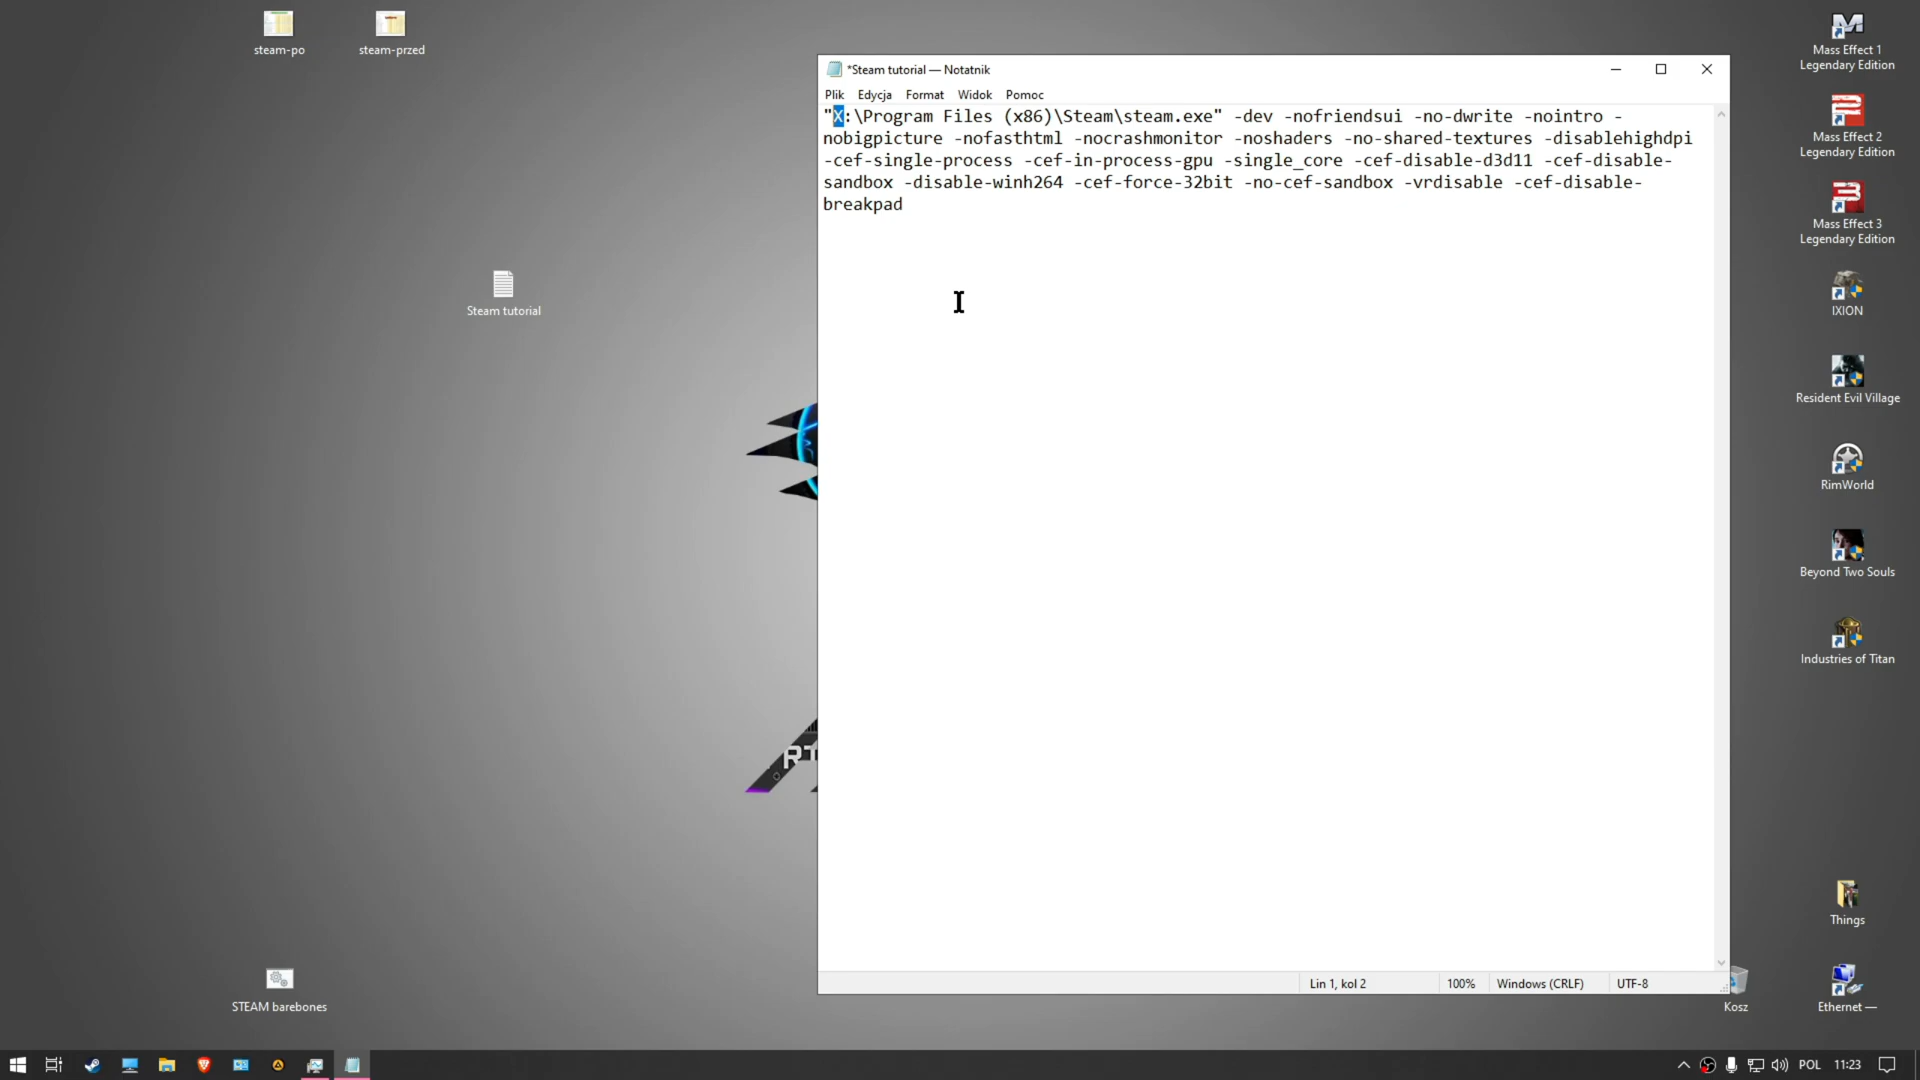 steam-po
steam-przed
*Steam tutorial — Notatnik
Plik Edycja Format Widok Pomoc
"X:\Program Files (x86)\Steam\steam.exe" -dev -nofriendsui -no-dwrite -nointro -
nobigpicture -nofasthtml -nocrashmonitor -noshaders -no-shared-textures -disablehighdpi
-cef-single-process -cef-in-process-gpu -single_core -cef-disable-d3d11 -cef-disable-
sandbox -disable-winh264 -cef-force-32bit -no-cef-sandbox -vrdisable -cef-disable-
breakpad
Steam tutorial
STEAM barebones
Mass Effect 1
Legendary Edition
Mass Effect 2
Legendary Edition
Mass Effect 3
Legendary Edition
IXION
Resident Evil Village
RimWorld
Beyond Two Souls
Industries of Titan
Things
Kosz
Ethernet —
Lin 1, kol 2
100%
Windows (CRLF)
UTF-8
POL
11:23